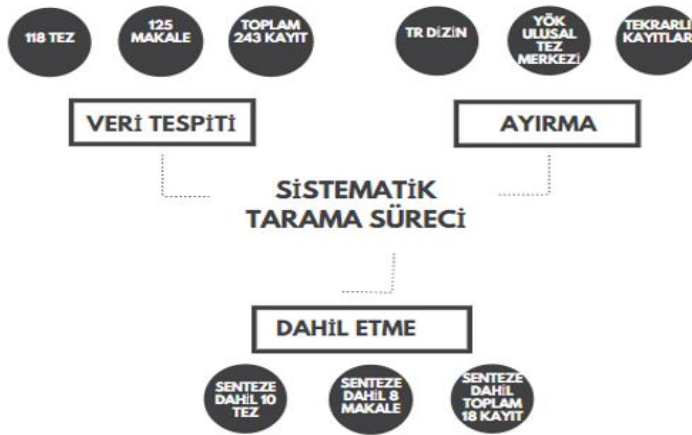 118 TEZ
125
MAKALE
TOPLAM
243 KAYIT
TR DİZİN
YÖK
ULUSAL
TEZ
MERKEZİ
TEKRARLI
KAYITLAR
VERİ TESPİTİ
AYIRMA
SİSTEMATİK
TARAMA SÜRECİ
DAHİL ETME
SENTEZE
DAHİL 10
TEZ
SENTEZE
DAHİL 8
MAKALE
SENTEZE
DAHİL
TOPLAM
18 KAYIT